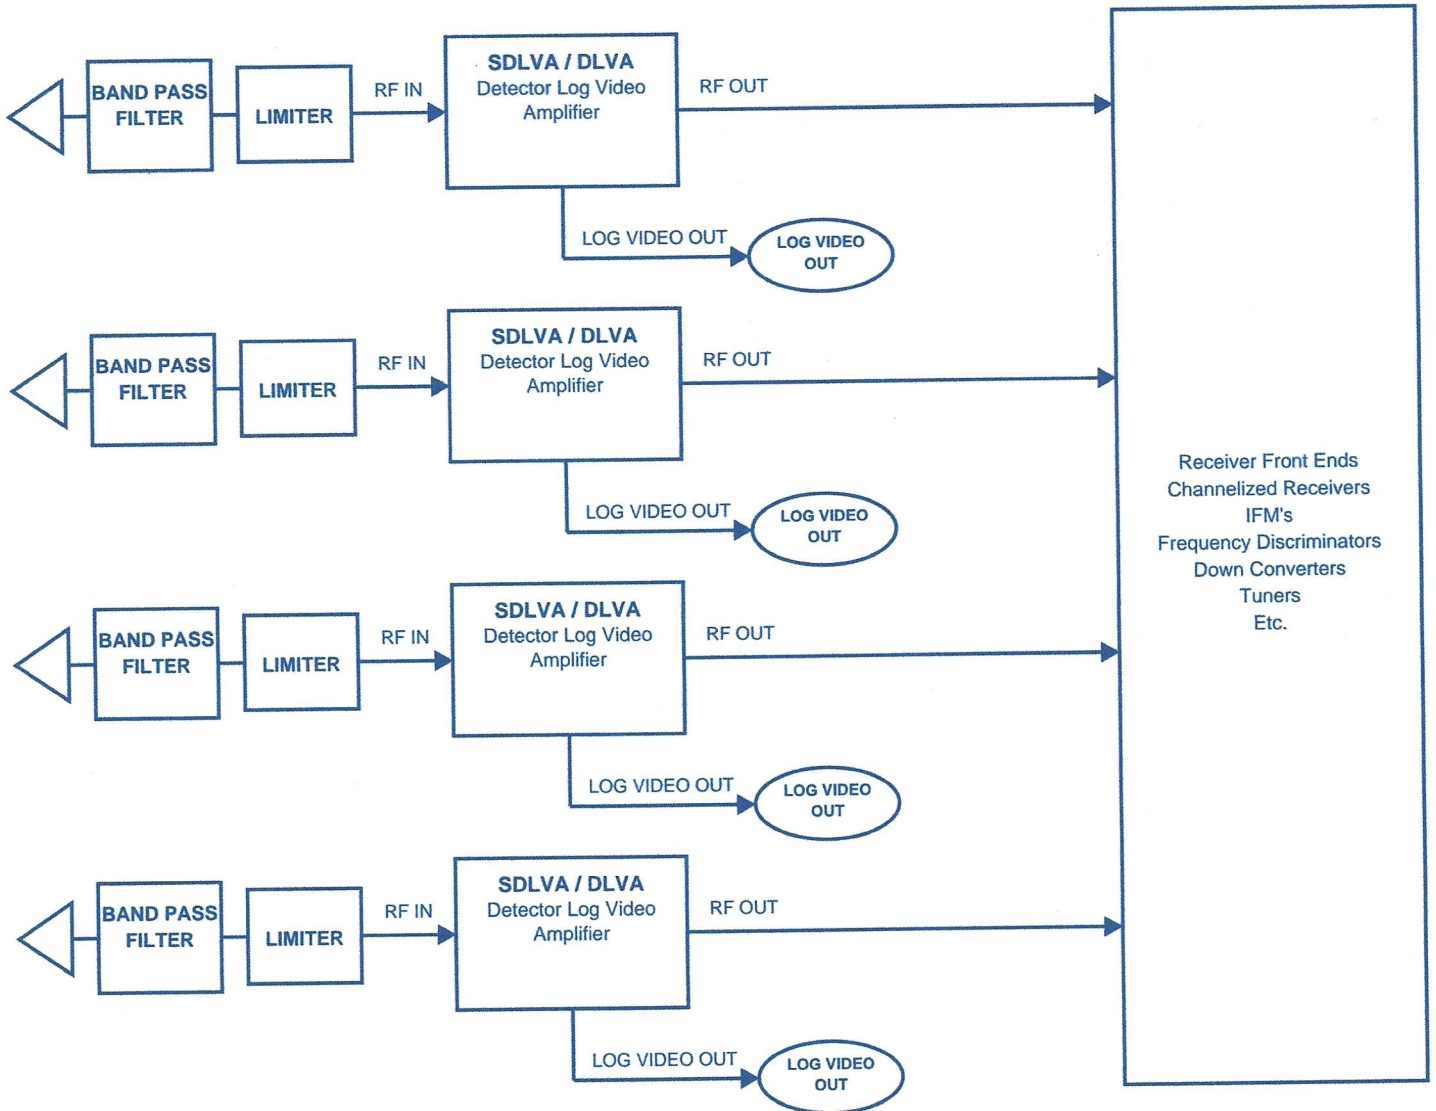 BAND PASS
FILTER
LIMITER
RF IN
SDLVA / DLVA
Detector Log Video
Amplifier
RF OUT
LOG VIDEO OUT
LOG VIDEO
OUT
BAND PASS
FILTER
LIMITER
RF IN
SDLVA / DLVA
Detector Log Video
Amplifier
RF OUT
LOG VIDEO OUT
LOG VIDEO
OUT
BAND PASS
FILTER
LIMITER
RF IN
SDLVA / DLVA
Detector Log Video
Amplifier
RF OUT
LOG VIDEO OUT
LOG VIDEO
OUT
BAND PASS
FILTER
LIMITER
RF IN
SDLVA / DLVA
Detector Log Video
Amplifier
RF OUT
LOG VIDEO OUT
LOG VIDEO
OUT
Receiver Front Ends
Channelized Receivers
IFM's
Frequency Discriminators
Down Converters
Tuners
Etc.